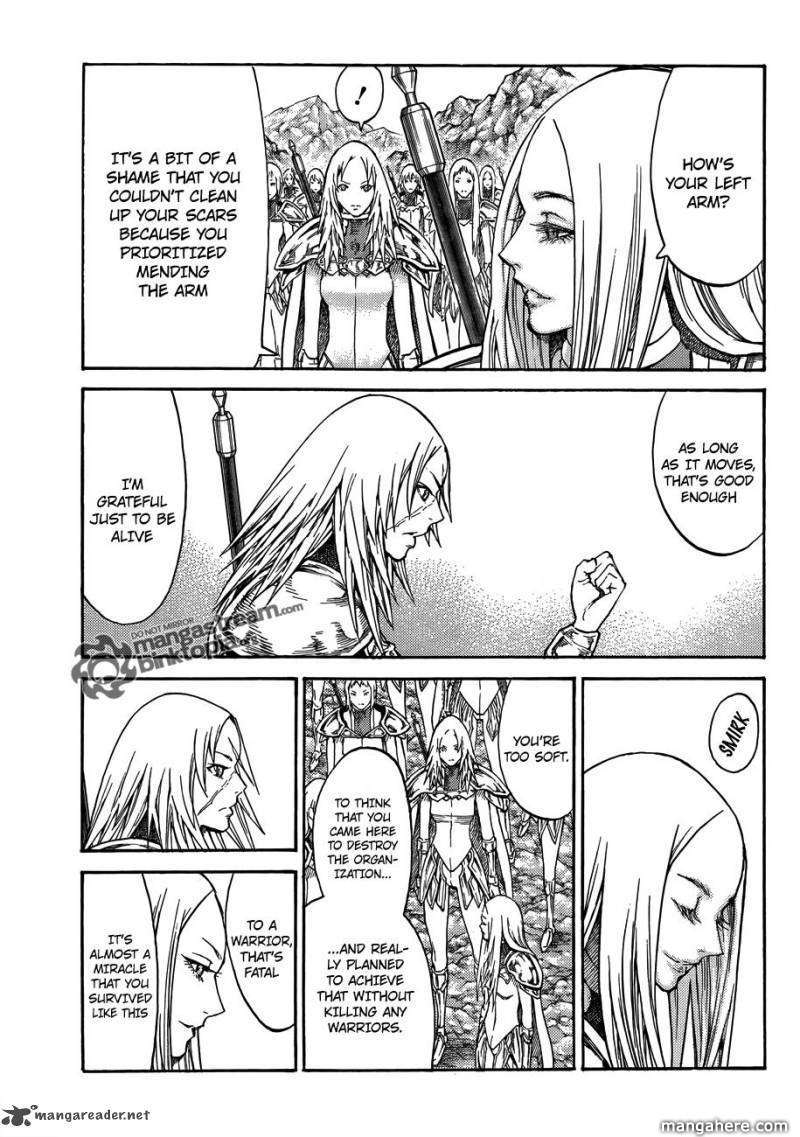 HOW'S
YOUR LEFT
ARM?
!
IT'S A BIT OF A
SHAME THAT YOU
COULDN'T CLEAN
UP YOUR SCARS
BECAUSE YOU
PRIORITIZED
MENDING
THE ARM
AS LONG
AS IT MOVES,
THAT'S GOOD
ENOUGH
I'M
GRATEFUL
JUST TO BE
ALIVE
DO NOT MIRROR
mangastream.com
binktopia
SMIRK
YOU'RE
TOO SOFT.
TO THINK
THAT YOU
CAME HERE
TO DESTROY
THE ORGAN-
IZATION...
...AND REAL-
LY PLANNED
TO ACHIEVE
THAT WITHOUT
KILLING ANY
WARRIORS.
TO A
WARRIOR,
THAT'S
FATAL
IT'S
ALMOST A
MIRACLE THAT
YOU SURVIVED
LIKE THIS
mangareader.net
mangahere.com